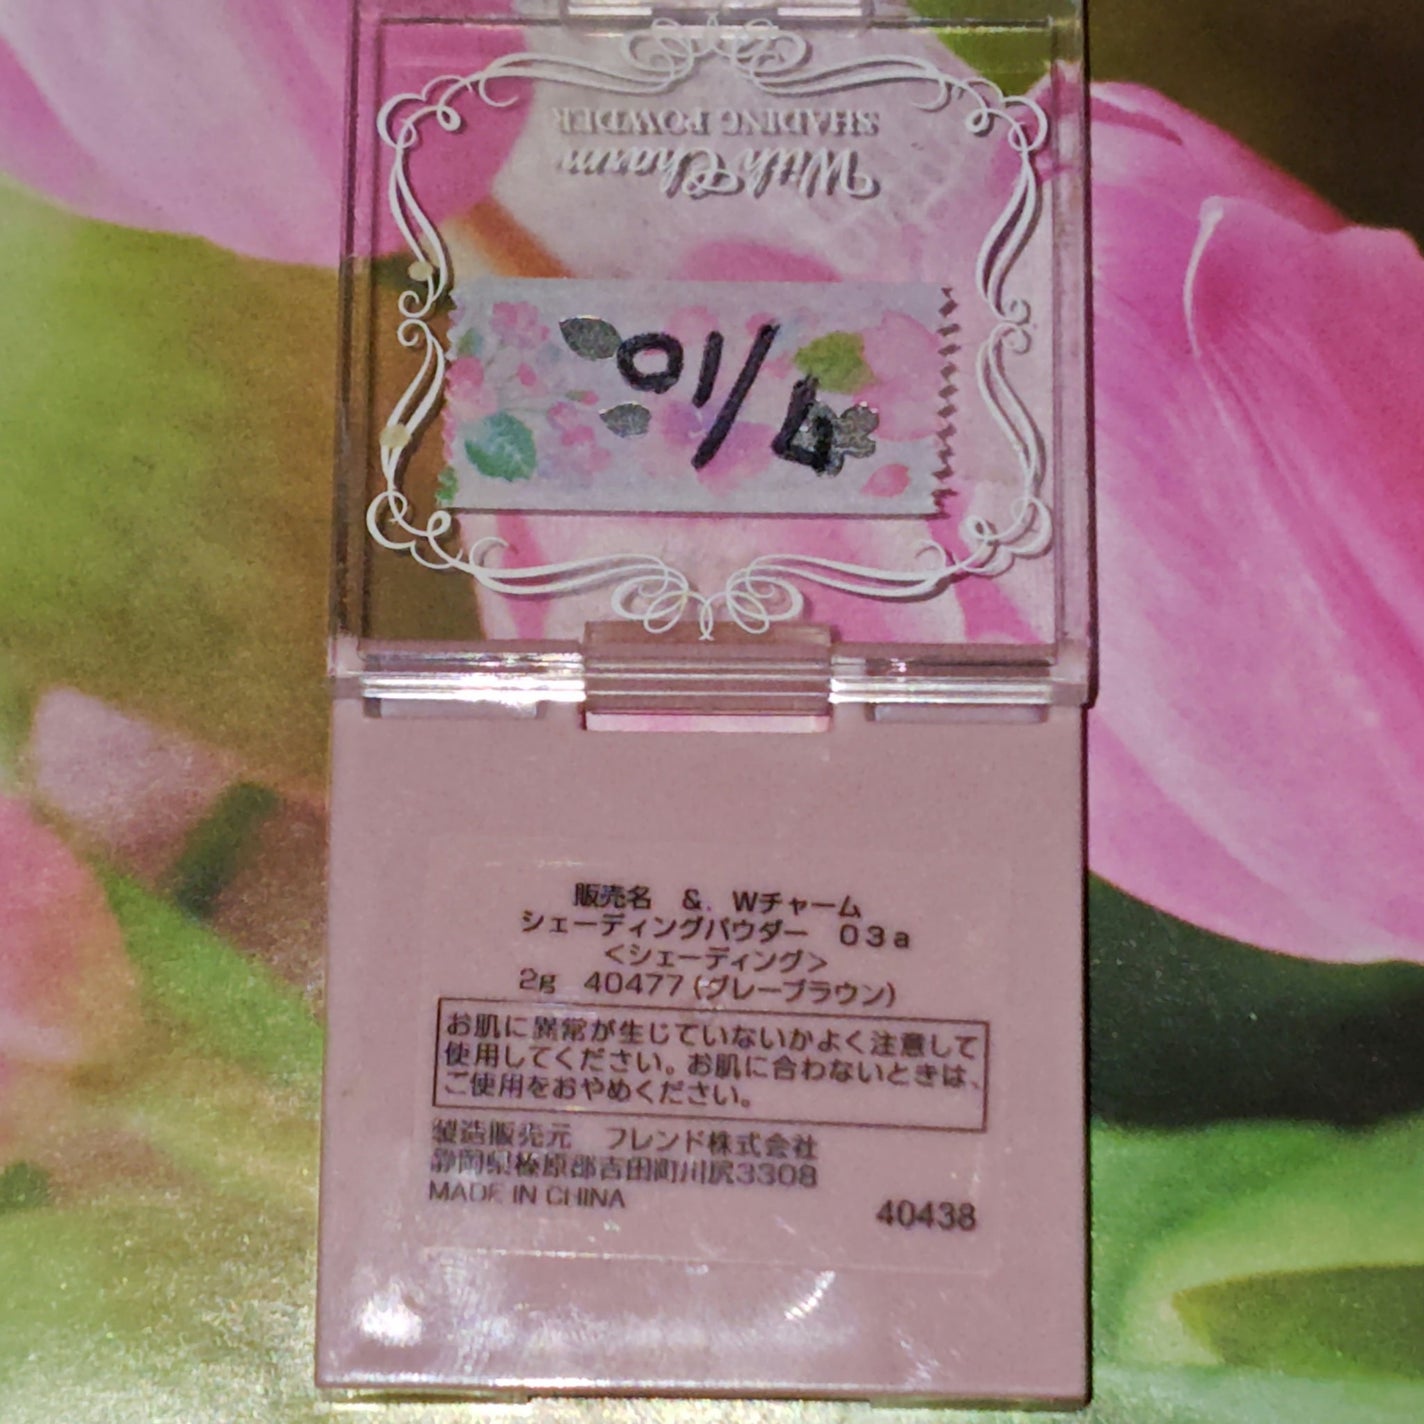 With Charm
SHADING POWDER
7/10
販売名　&．Wチャーム
シェーディングパウダー　03a
<シェーディング>
2g　40477(グレーブラウン)
お肌に異常が生じていないかよく注意して
使用してください。お肌に合わないときは、
ご使用をおやめください。
製造販売元　フレンド株式会社
静岡県榛原郡吉田町川尻3308
MADE IN CHINA
40438